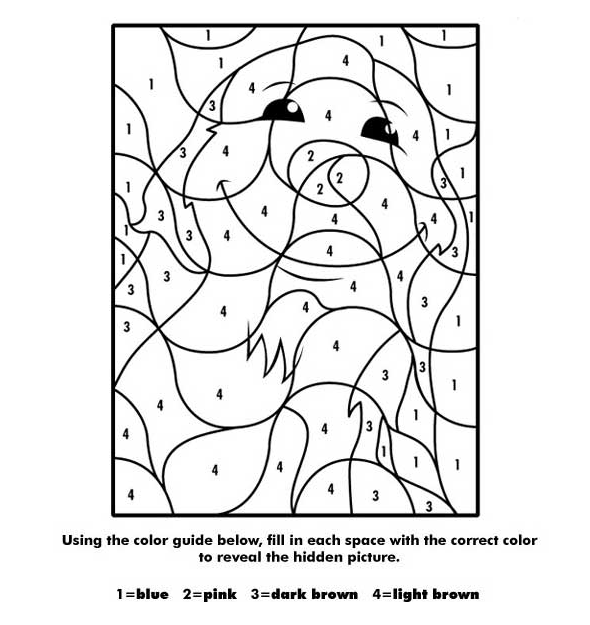 1 1
1 1
4
1 4 1
3 4
1 4 1
3 4 2
1 2 2 3 1
3 4 4 4 4 1
1 3 4 4 3
1 3 4 4
3 4 4 3
3 4 1
4 3 3 1
4 4 1
4 4 3
4 4 1 1 1
4 4 3 3
Using the color guide below, fill in each space with the correct color
to reveal the hidden picture.
1=blue 2=pink 3=dark brown 4=light brown